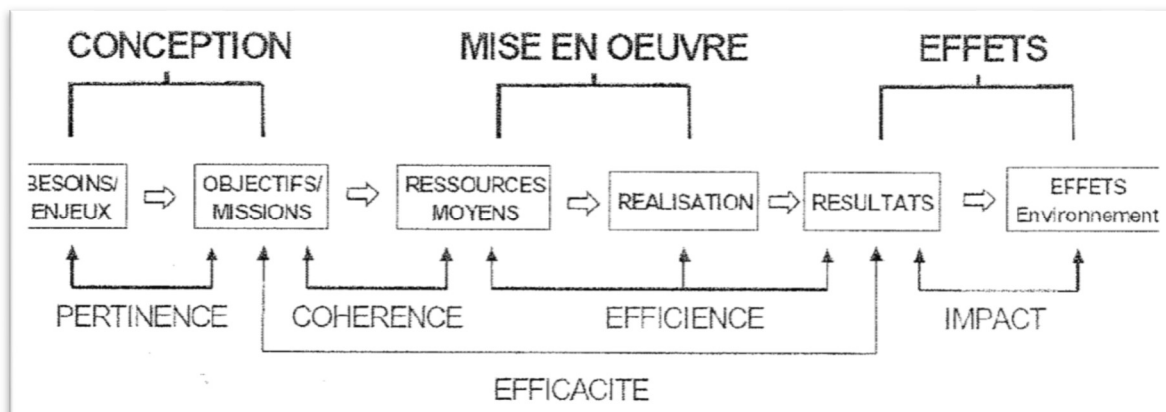 CONCEPTION
MISE EN OEUVRE
EFFETS
BESOINS/
ENJEUX
OBJECTIFS/
MISSIONS
RESSOURCES
MOYENS
REALISATION
RESULTATS
EFFETS
Environnement
PERTINENCE
COHERENCE
EFFICIENCE
IMPACT
EFFICACITE